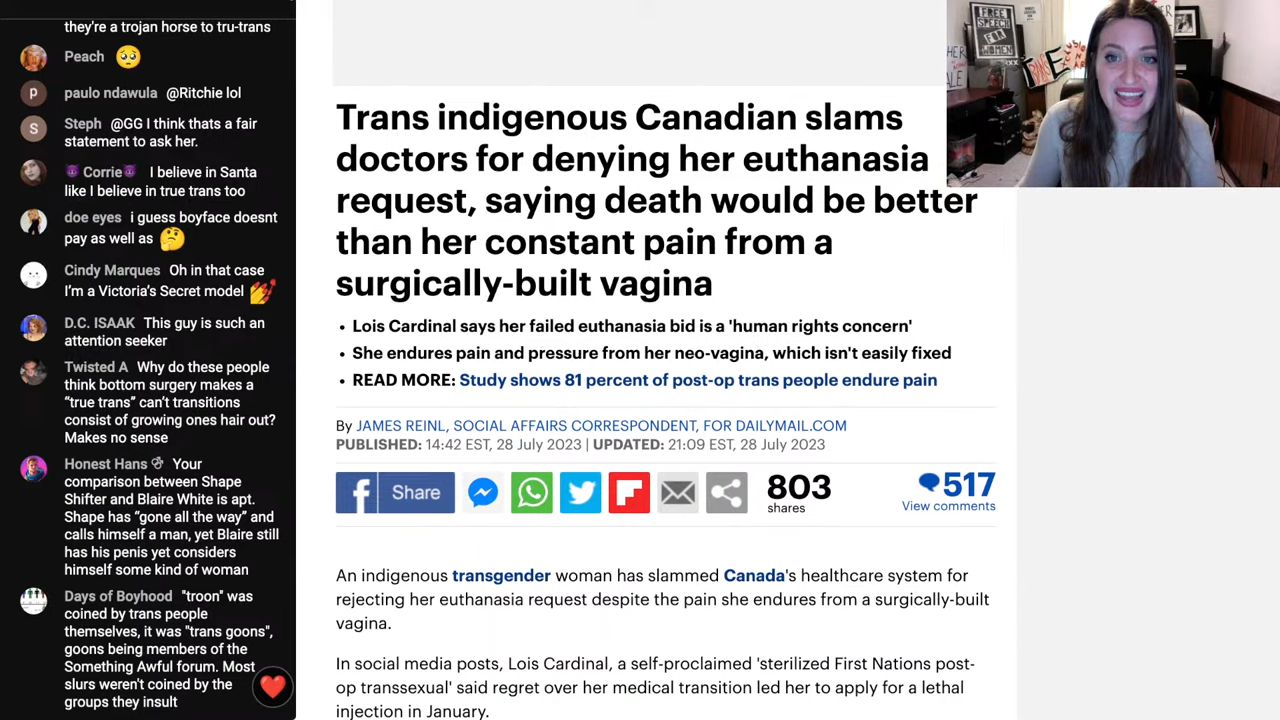 they're a trojan horse to tru-trans
Peach 🥺
P paulo ndawula @Ritchie lol
S Steph @GG I think thats a fair
statement to ask her.
😈 Corrie😈 I believe in Santa
like I believe in true trans too
doe eyes i guess boyface doesnt
pay as well as 🤔
Cindy Marques Oh in that case
I'm a Victoria's Secret model 💅
D.C. ISAAK This guy is such an
attention seeker
Twisted A Why do these people
think bottom surgery makes a
“true trans” can't transitions
consist of growing ones hair out?
Makes no sense
Honest Hans Your
comparison between Shape
Shifter and Blaire White is apt.
Shape has “gone all the way” and
calls himself a man, yet Blaire still
has his penis yet considers
himself some kind of woman
Days of Boyhood "troon" was
coined by trans people
themselves, it was "trans goons",
goons being members of the
Something Awful forum. Most
slurs weren't coined by the
groups they insult
Trans indigenous Canadian slams
doctors for denying her euthanasia
request, saying death would be better
than her constant pain from a
surgically-built vagina
• Lois Cardinal says her failed euthanasia bid is a 'human rights concern'
• She endures pain and pressure from her neo-vagina, which isn't easily fixed
• READ MORE: Study shows 81 percent of post-op trans people endure pain
By JAMES REINL, SOCIAL AFFAIRS CORRESPONDENT, FOR DAILYMAIL.COM
PUBLISHED: 14:42 EST, 28 July 2023 | UPDATED: 21:09 EST, 28 July 2023
Share
803
shares
517
View comments
An indigenous transgender woman has slammed Canada's healthcare system for
rejecting her euthanasia request despite the pain she endures from a surgically-built
vagina.
In social media posts, Lois Cardinal, a self-proclaimed 'sterilized First Nations post-
op transsexual' said regret over her medical transition led her to apply for a lethal
injection in January.
FREE
SPEECH
FOR
WOMEN